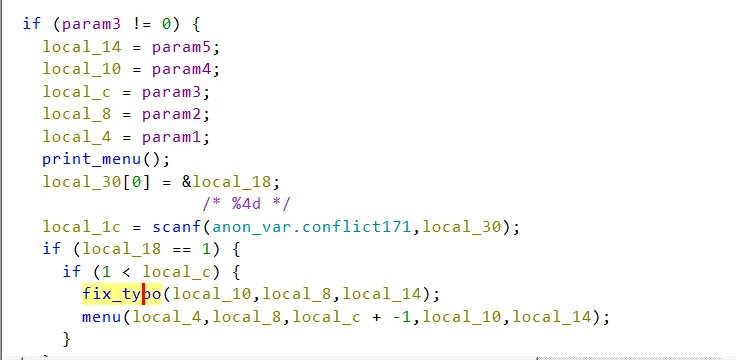 if (param3 != 0) {
local_14 = param5;
local_10 = param4;
local_c = param3;
local_8 = param2;
local_4 = param1;
print_menu();
local_30[0] = &local_18;
/* %4d */
local_1c = scanf(anon_var.conflict171,local_30);
if (local_18 == 1) {
if (1 < local_c) {
fix_typo(local_10,local_8,local_14);
menu(local_4,local_8,local_c + -1,local_10,local_14);
}